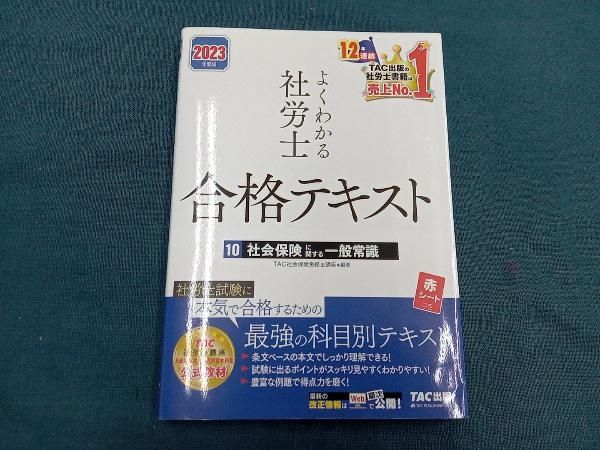 2023
年度版
12年
連続
TAC出版の
社労士書籍は
売上No.1
よくわかる
社労士
合格テキスト
10 社会保険に関する一般常識
TAC社会保険労務士講座●編著
赤
シート
つき
社労士試験に
本気で合格するための
最強の科目別テキスト
TAC
公式教材
条文ベースの本文でしっかり理解できる!
試験に出るポイントがスッキリ見やすくわかりやすい!
豊富な例題で得点力を磨く!
最新の
改正情報は Web で公開!
TAC出版